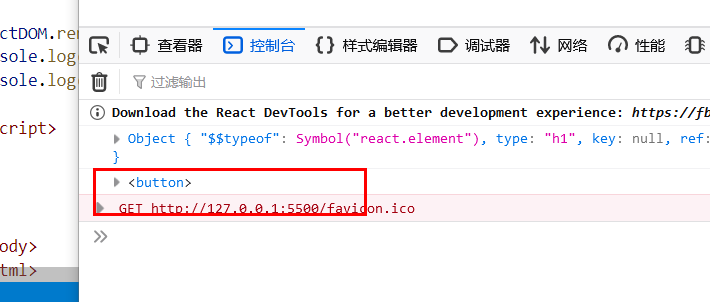 ctDOM.ren
sole.log
sole.log
cript>
ody>
tml>
查看器 控制台 样式编辑器 调试器 网络 性能
过滤输出
Download the React DevTools for a better development experience: https://fb
Object { "$$typeof": Symbol("react.element"), type: "h1", key: null, ref:
}
<button>
GET http://127.0.0.1:5500/favicon.ico